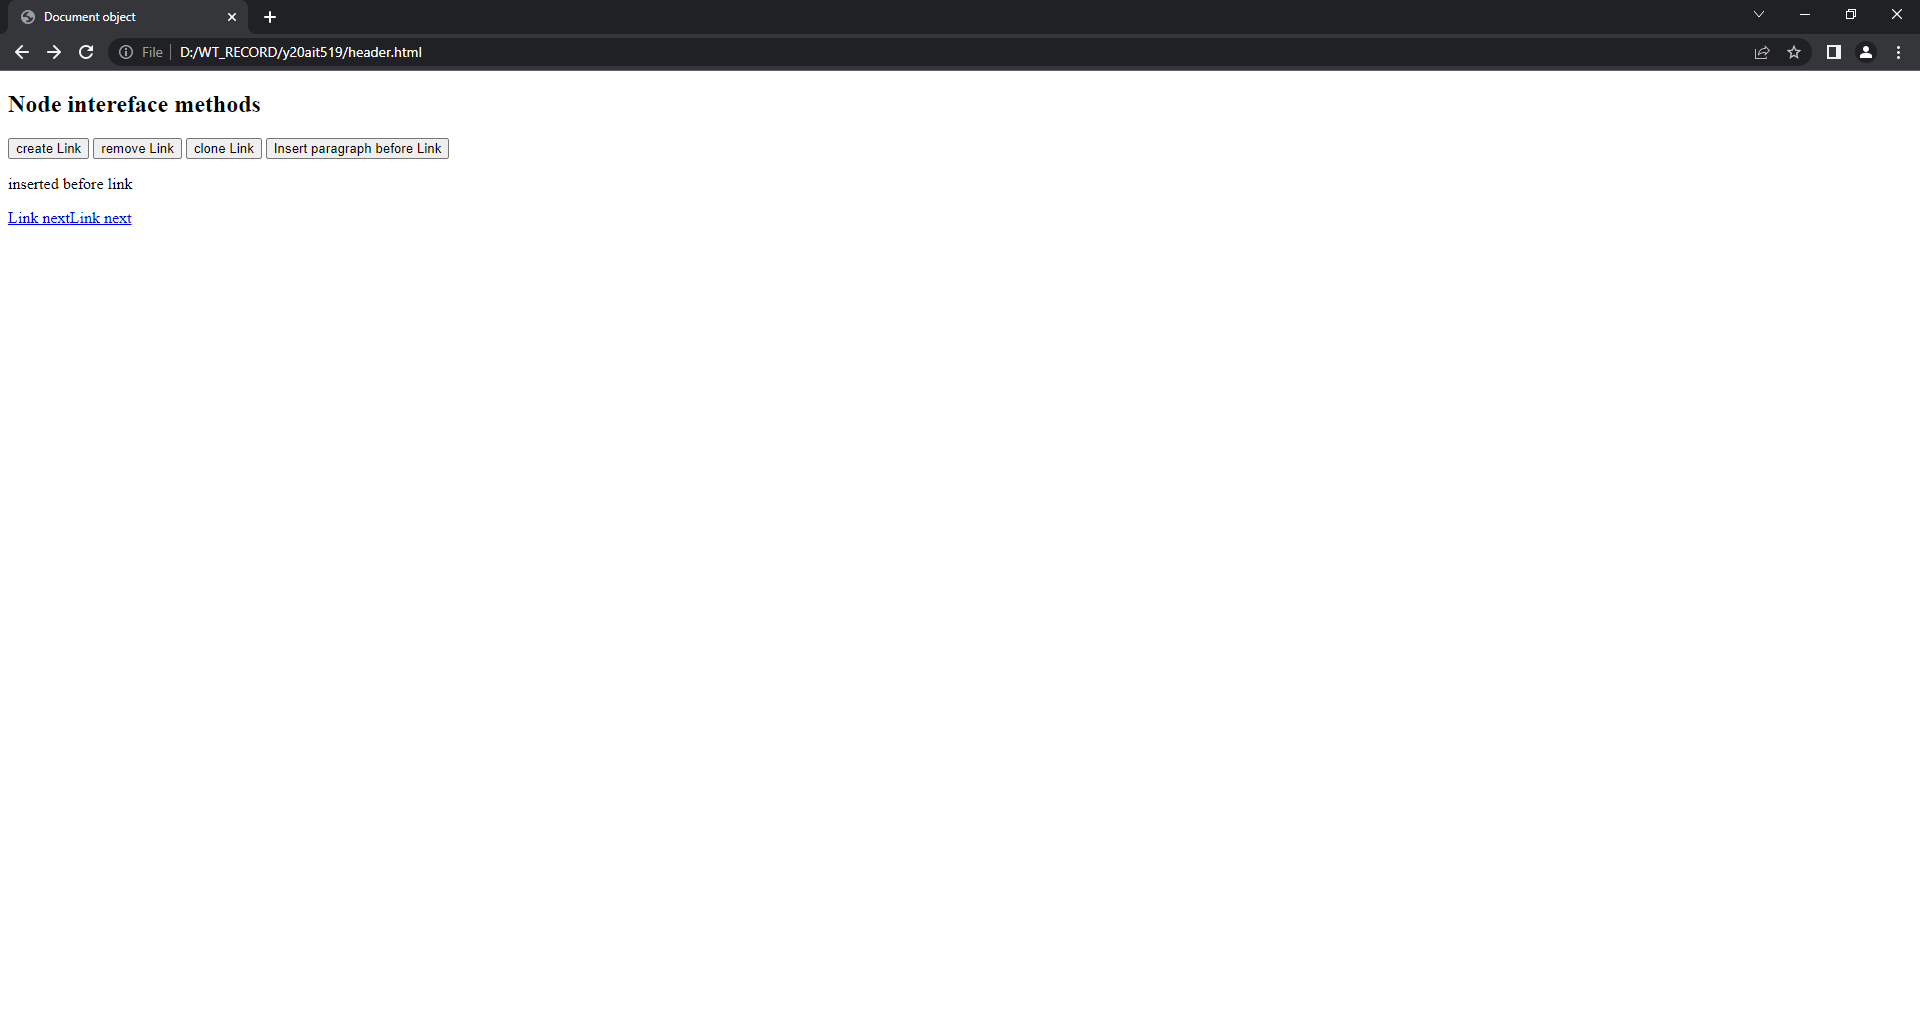 Document object
File D:/WT_RECORD/y20ait519/header.html
Node intereface methods
create Link remove Link clone Link Insert paragraph before Link
inserted before link
Link nextLink next